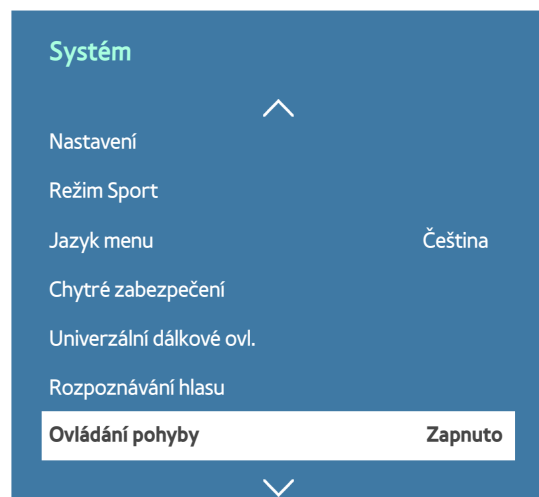 Systém
Nastavení
Režim Sport
Jazyk menu Čeština
Chytré zabezpečení
Univerzální dálkové ovl.
Rozpoznávání hlasu
Ovládání pohyby Zapnuto